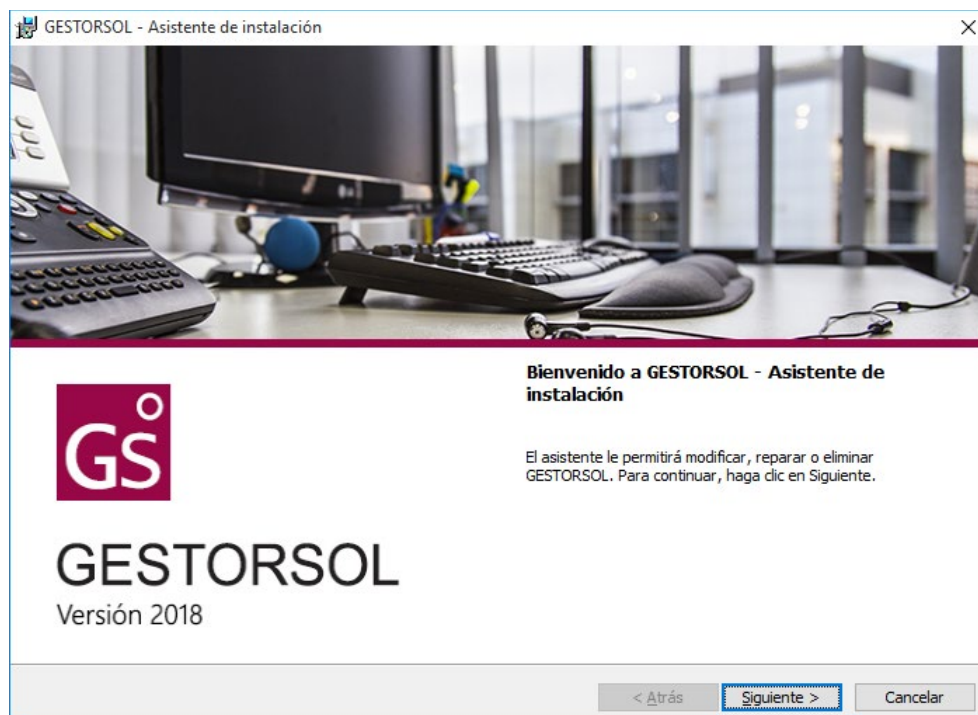 GESTORSOL - Asistente de instalación
Bienvenido a GESTORSOL - Asistente de
instalación
El asistente le permitirá modificar, reparar o eliminar
GESTORSOL. Para continuar, haga clic en Siguiente.
GS
GESTORSOL
Versión 2018
< Atrás
Siguiente >
Cancelar